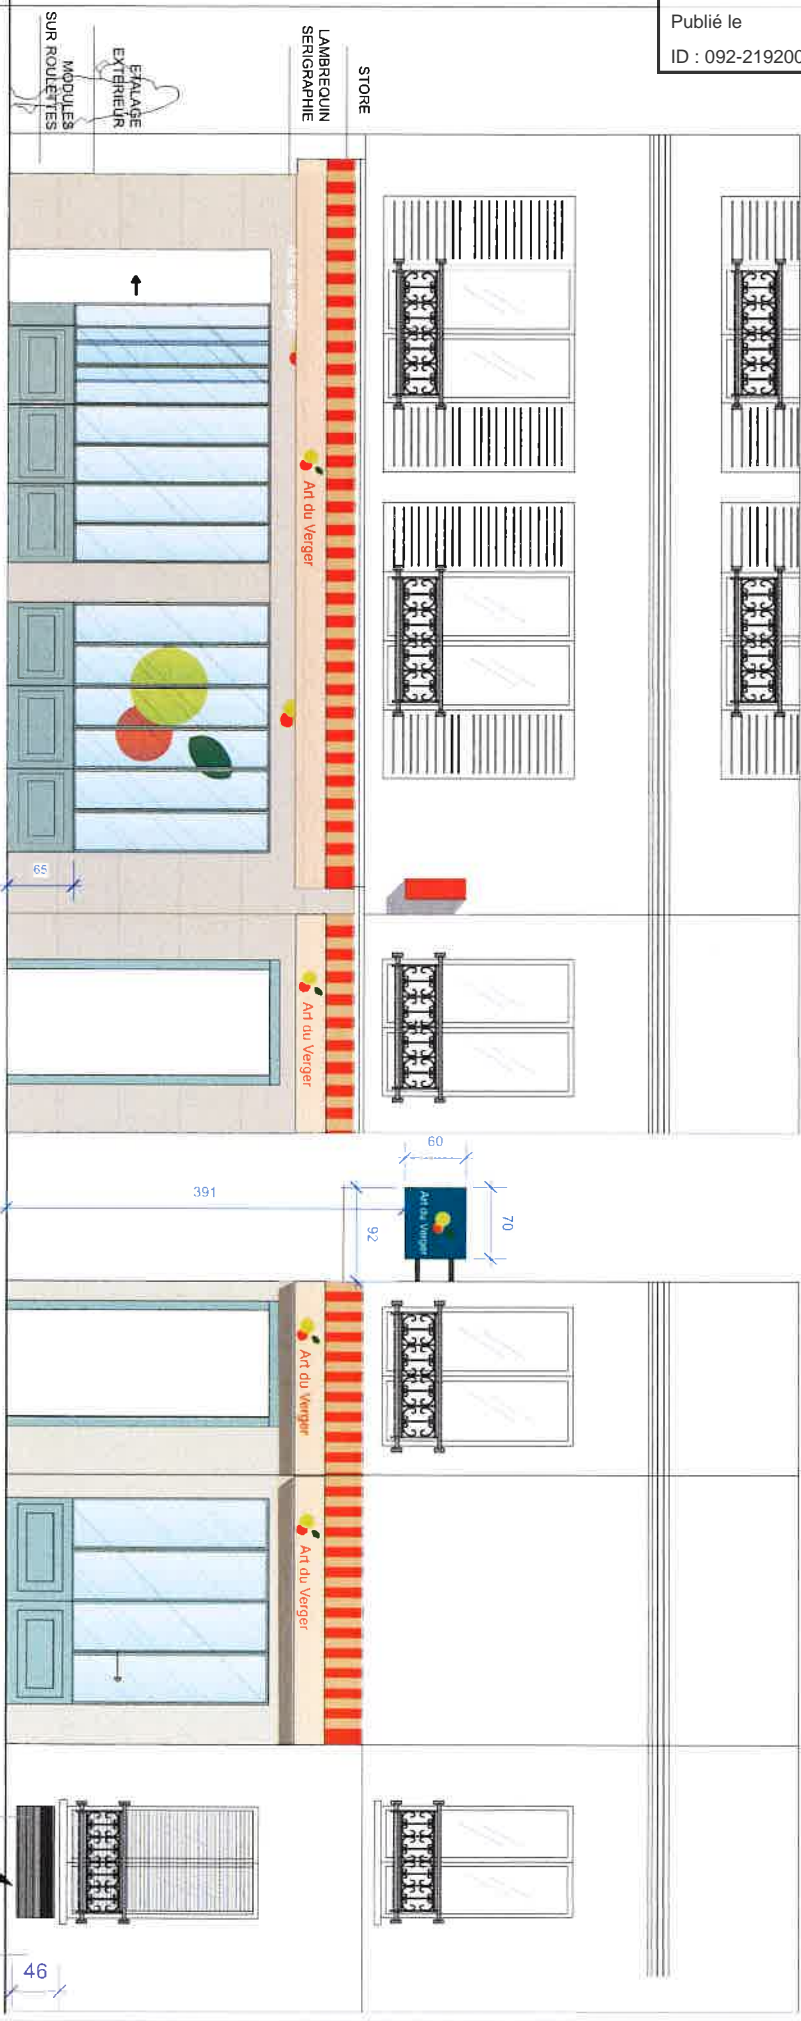 Publié le
ID : 092-219200
STORE
LAMBREQUIN
SERIGRAPHIE
ETALAGE
EXTERIEUR
MODULES
SUR ROULETTES
Art du Verger
Art du Verger
65
Art du Verger
60
391
92
70
Art du Verger
Art du Verger
Art du Verger
46